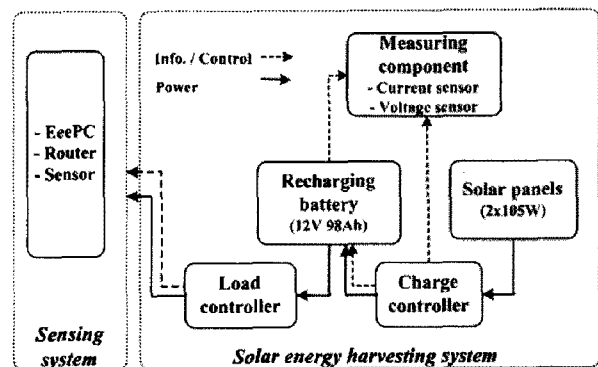 Info. / Control
Power
Measuring
component
- Current sensor
- Voltage sensor
- EeePC
- Router
- Sensor
Recharging
battery
(12V 98Ah)
Solar panels
(2x105W)
Load
controller
Charge
controller
Sensing
system
Solar energy harvesting system